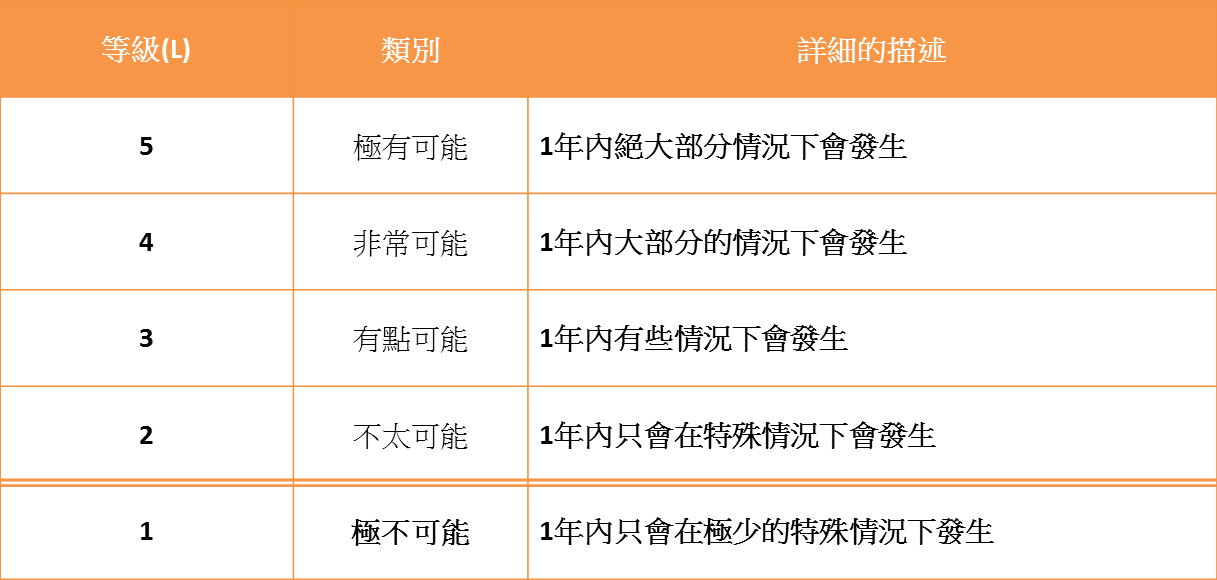 等級(L) 類別 詳細的描述
5 極有可能 1年內絕大部分情況下會發生
4 非常可能 1年內大部分的情況下會發生
3 有點可能 1年內有些情況下會發生
2 不太可能 1年內只會在特殊情況下會發生
1 極不可能 1年內只會在極少的特殊情況下發生